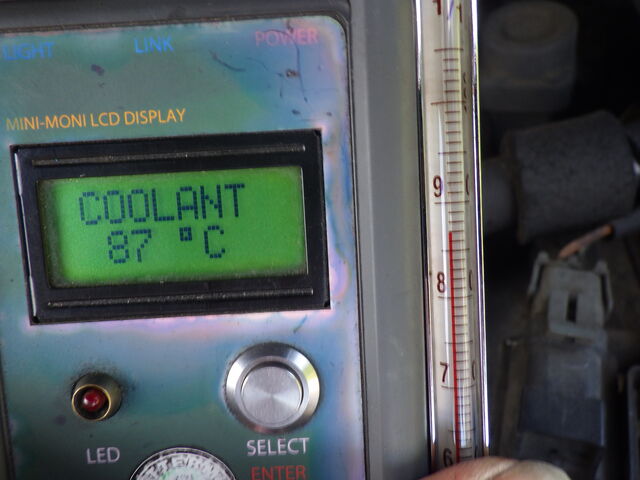 LIGHT LINK POWER
MINI-MONI LCD DISPLAY
COOLANT
87 °C
LED
SELECT
ENTER
9
8
7
6